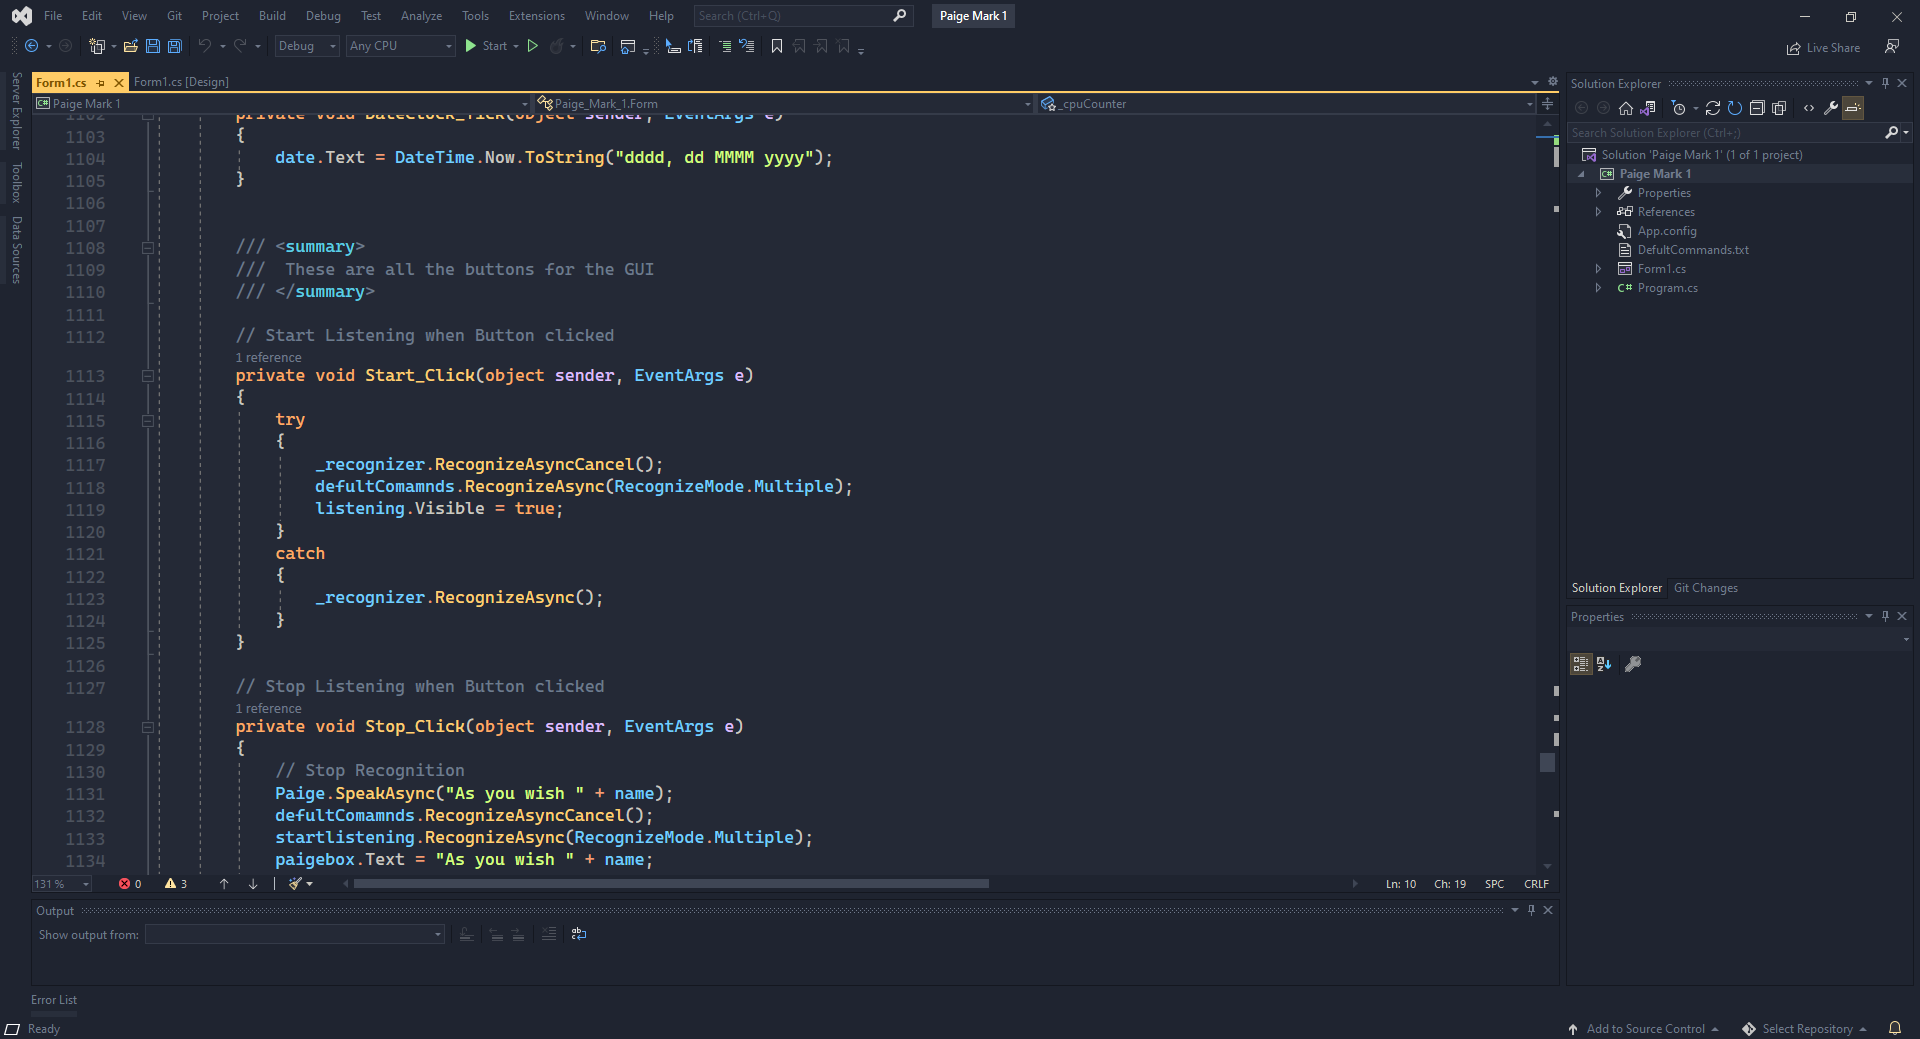 File Edit View Git Project Build Debug Test Analyze Tools Extensions Window Help Search (Ctrl+Q) Paige Mark 1
Debug Any CPU Start Live Share
Server Explorer
Toolbox
Data Sources
Form1.cs Form1.cs [Design]
C# Paige Mark 1 Paige_Mark_1.Form _cpuCounter
1102 private void DateClock_Tick(object sender, EventArgs e)
1103 {
1104 date.Text = DateTime.Now.ToString("dddd, dd MMMM yyyy");
1105 }
1106
1107
1108 /// <summary>
1109 /// These are all the buttons for the GUI
1110 /// </summary>
1111
1112 // Start Listening when Button clicked
1 reference
1113 private void Start_Click(object sender, EventArgs e)
1114 {
1115 try
1116 {
1117 _recognizer.RecognizeAsyncCancel();
1118 defultComamnds.RecognizeAsync(RecognizeMode.Multiple);
1119 listening.Visible = true;
1120 }
1121 catch
1122 {
1123 _recognizer.RecognizeAsync();
1124 }
1125 }
1126
1127 // Stop Listening when Button clicked
1 reference
1128 private void Stop_Click(object sender, EventArgs e)
1129 {
1130 // Stop Recognition
1131 Paige.SpeakAsync("As you wish " + name);
1132 defultComamnds.RecognizeAsyncCancel();
1133 startlistening.RecognizeAsync(RecognizeMode.Multiple);
1134 paigebox.Text = "As you wish " + name;
131 % 0 3 Ln: 10 Ch: 19 SPC CRLF
Output
Show output from:
Error List
Ready
Solution Explorer
Search Solution Explorer (Ctrl+;)
Solution 'Paige Mark 1' (1 of 1 project)
C# Paige Mark 1
Properties
References
App.config
DefultCommands.txt
Form1.cs
C# Program.cs
Solution Explorer Git Changes
Properties
Add to Source Control Select Repository